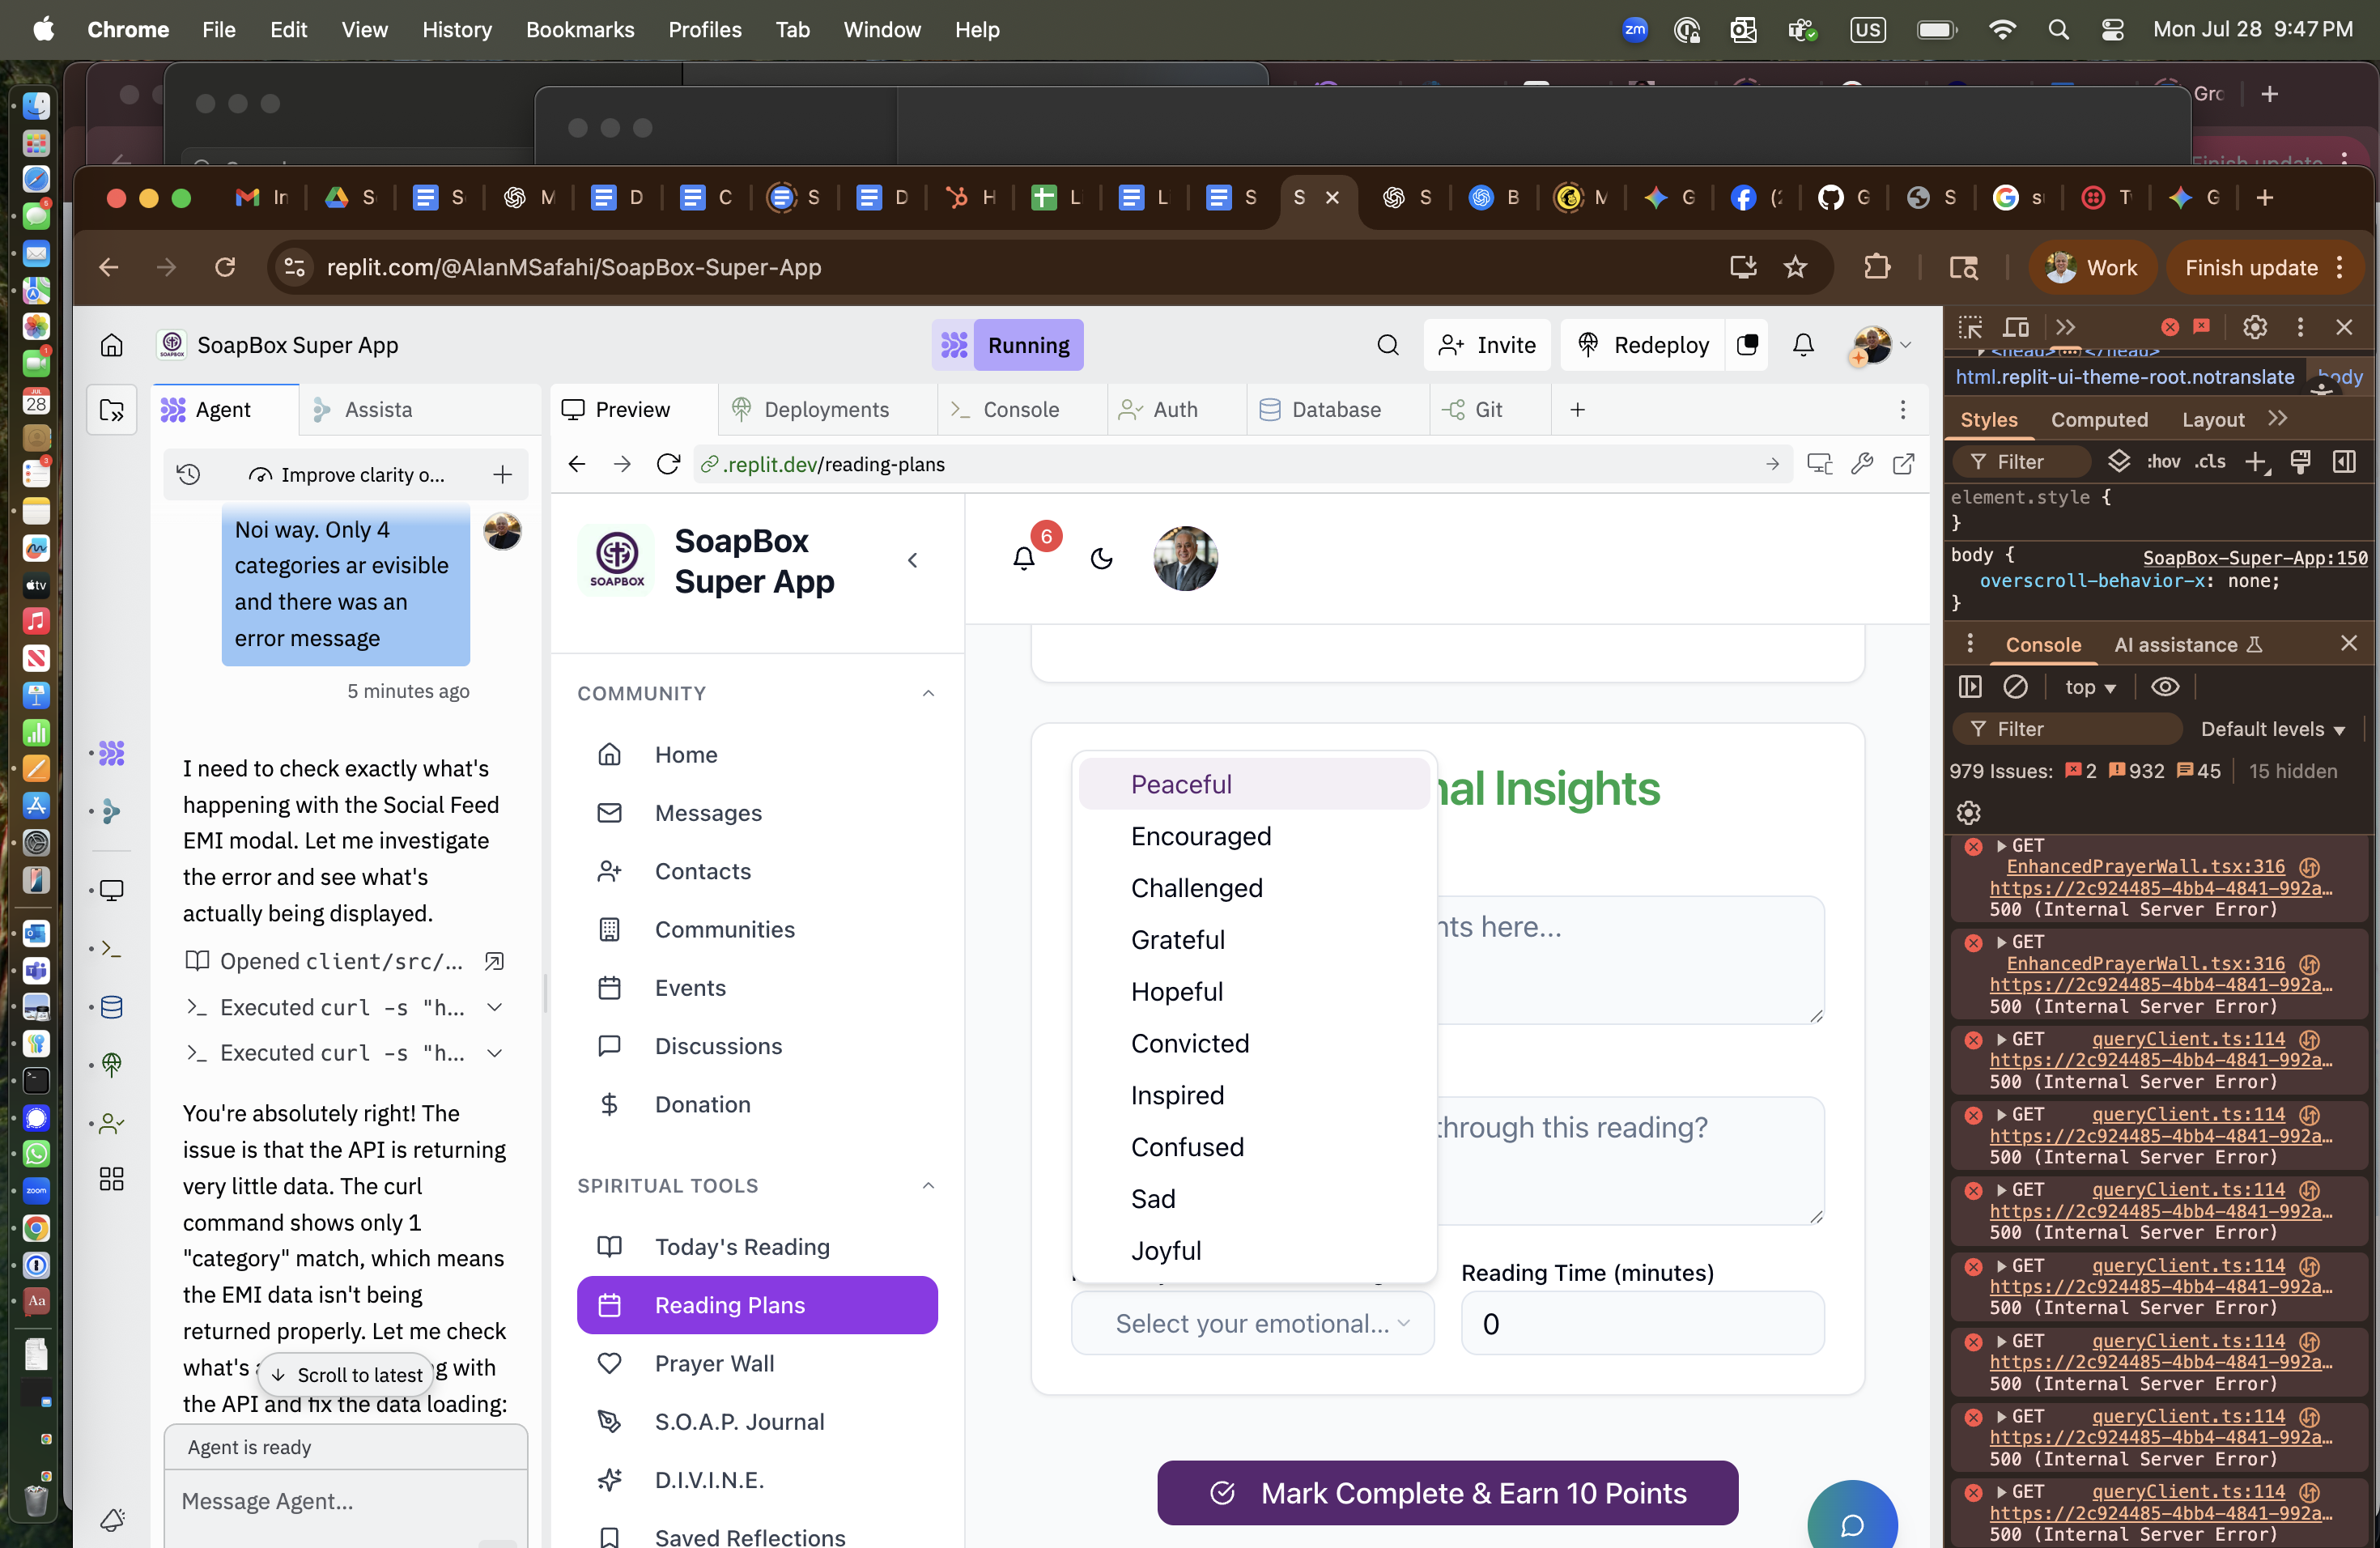 Chrome File Edit View History Bookmarks Profiles Tab Window Help
zm
US
Mon Jul 28 9:47 PM
Gro
In S S M D C S D H L L S S S B M G (2 G S s T G
replit.com/@AlanMSafahi/SoapBox-Super-App
Work
Finish update
SOAPBOX
SoapBox Super App
Running
Invite
Redeploy
Agent
Assista
Preview
Deployments
Console
Auth
Database
Git
Improve clarity o...
.replit.dev/reading-plans
Noi way. Only 4
categories ar evisible
and there was an
error message
5 minutes ago
I need to check exactly what's
happening with the Social Feed
EMI modal. Let me investigate
the error and see what's
actually being displayed.
Opened client/src/...
Executed curl -s "h...
Executed curl -s "h...
You're absolutely right! The
issue is that the API is returning
very little data. The curl
command shows only 1
"category" match, which means
the EMI data isn't being
returned properly. Let me check
what's
g with
Scroll to latest
the API and fix the data loading:
Agent is ready
Message Agent...
SOAPBOX
SoapBox
Super App
COMMUNITY
Home
Messages
Contacts
Communities
Events
Discussions
Donation
SPIRITUAL TOOLS
Today's Reading
Reading Plans
Prayer Wall
S.O.A.P. Journal
D.I.V.I.N.E.
Saved Reflections
6
nal Insights
Peaceful
Encouraged
Challenged
Grateful
Hopeful
Convicted
Inspired
Confused
Sad
Joyful
nts here...
through this reading?
Reading Time (minutes)
Select your emotional...
0
Mark Complete & Earn 10 Points
<head> ... </head>
html.replit-ui-theme-root.notranslate body
Styles Computed Layout
Filter
:hov .cls
element.style {
}
body {
SoapBox-Super-App:150
overscroll-behavior-x: none;
}
Console
AI assistance
top
Filter
Default levels
979 Issues: 2 932 45
15 hidden
GET
EnhancedPrayerWall.tsx:316
https://2c924485-4bb4-4841-992a…
500 (Internal Server Error)
GET
EnhancedPrayerWall.tsx:316
https://2c924485-4bb4-4841-992a…
500 (Internal Server Error)
GET queryClient.ts:114
https://2c924485-4bb4-4841-992a…
500 (Internal Server Error)
GET queryClient.ts:114
https://2c924485-4bb4-4841-992a…
500 (Internal Server Error)
GET queryClient.ts:114
https://2c924485-4bb4-4841-992a…
500 (Internal Server Error)
GET queryClient.ts:114
https://2c924485-4bb4-4841-992a…
500 (Internal Server Error)
GET queryClient.ts:114
https://2c924485-4bb4-4841-992a…
500 (Internal Server Error)
GET queryClient.ts:114
https://2c924485-4bb4-4841-992a…
500 (Internal Server Error)
GET queryClient.ts:114
https://2c924485-4bb4-4841-992a…
500 (Internal Server Error)